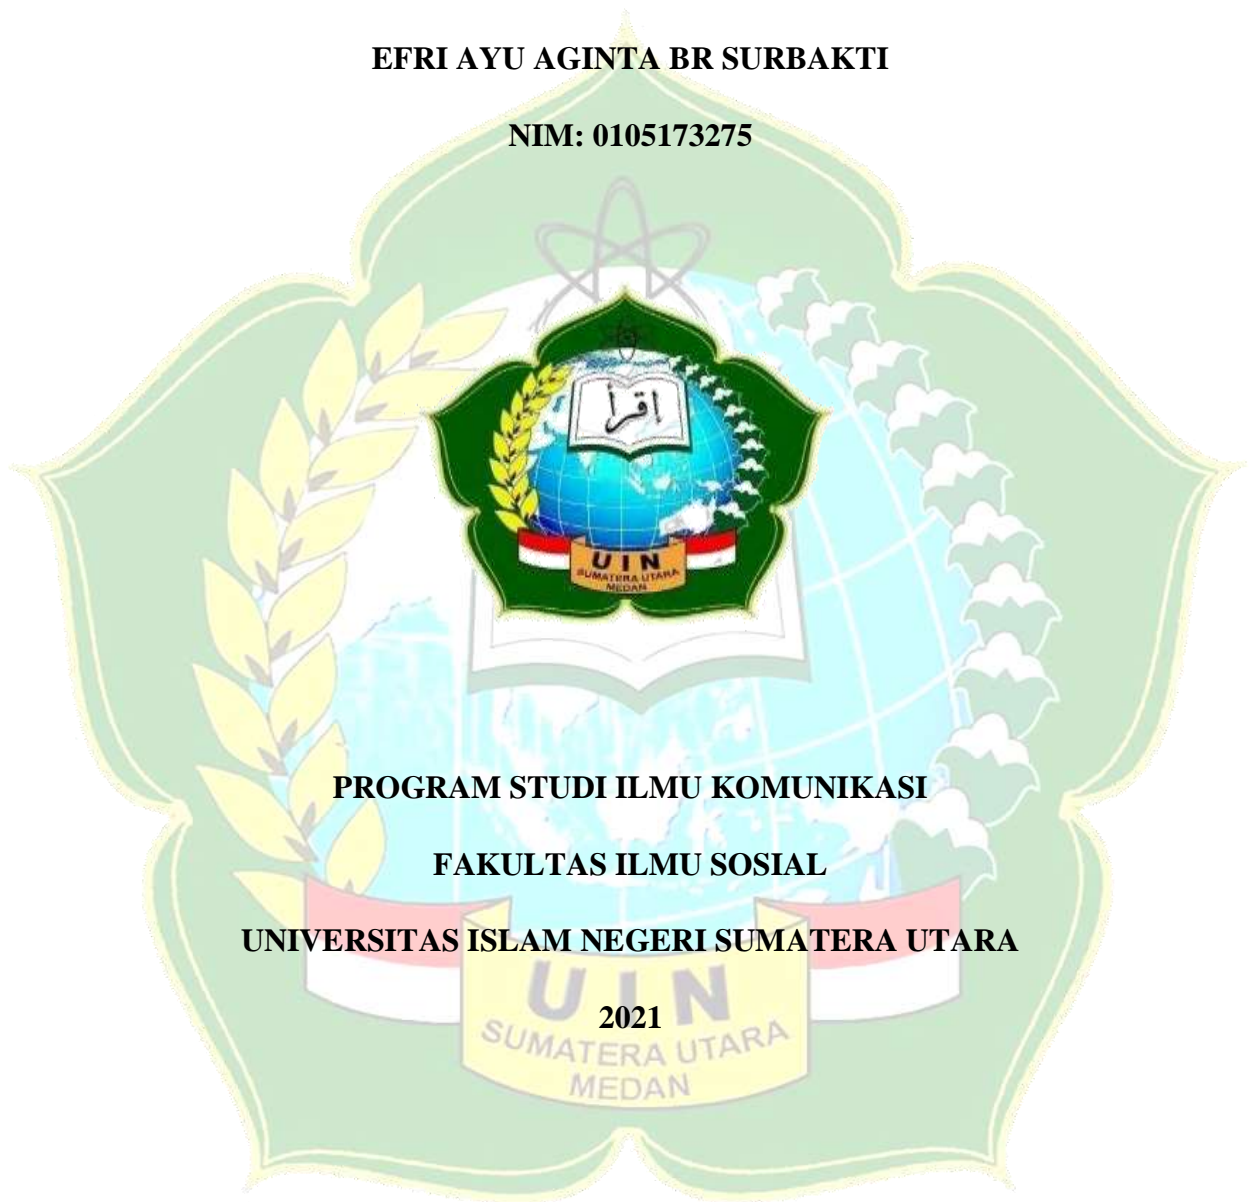 EFRI AYU AGINTA BR SURBAKTI
NIM: 0105173275
اقرأ
UIN
SUMATERA UTARA
MEDAN
PROGRAM STUDI ILMU KOMUNIKASI
FAKULTAS ILMU SOSIAL
UNIVERSITAS ISLAM NEGERI SUMATERA UTARA
2021
UIN
SUMATERA UTARA
MEDAN